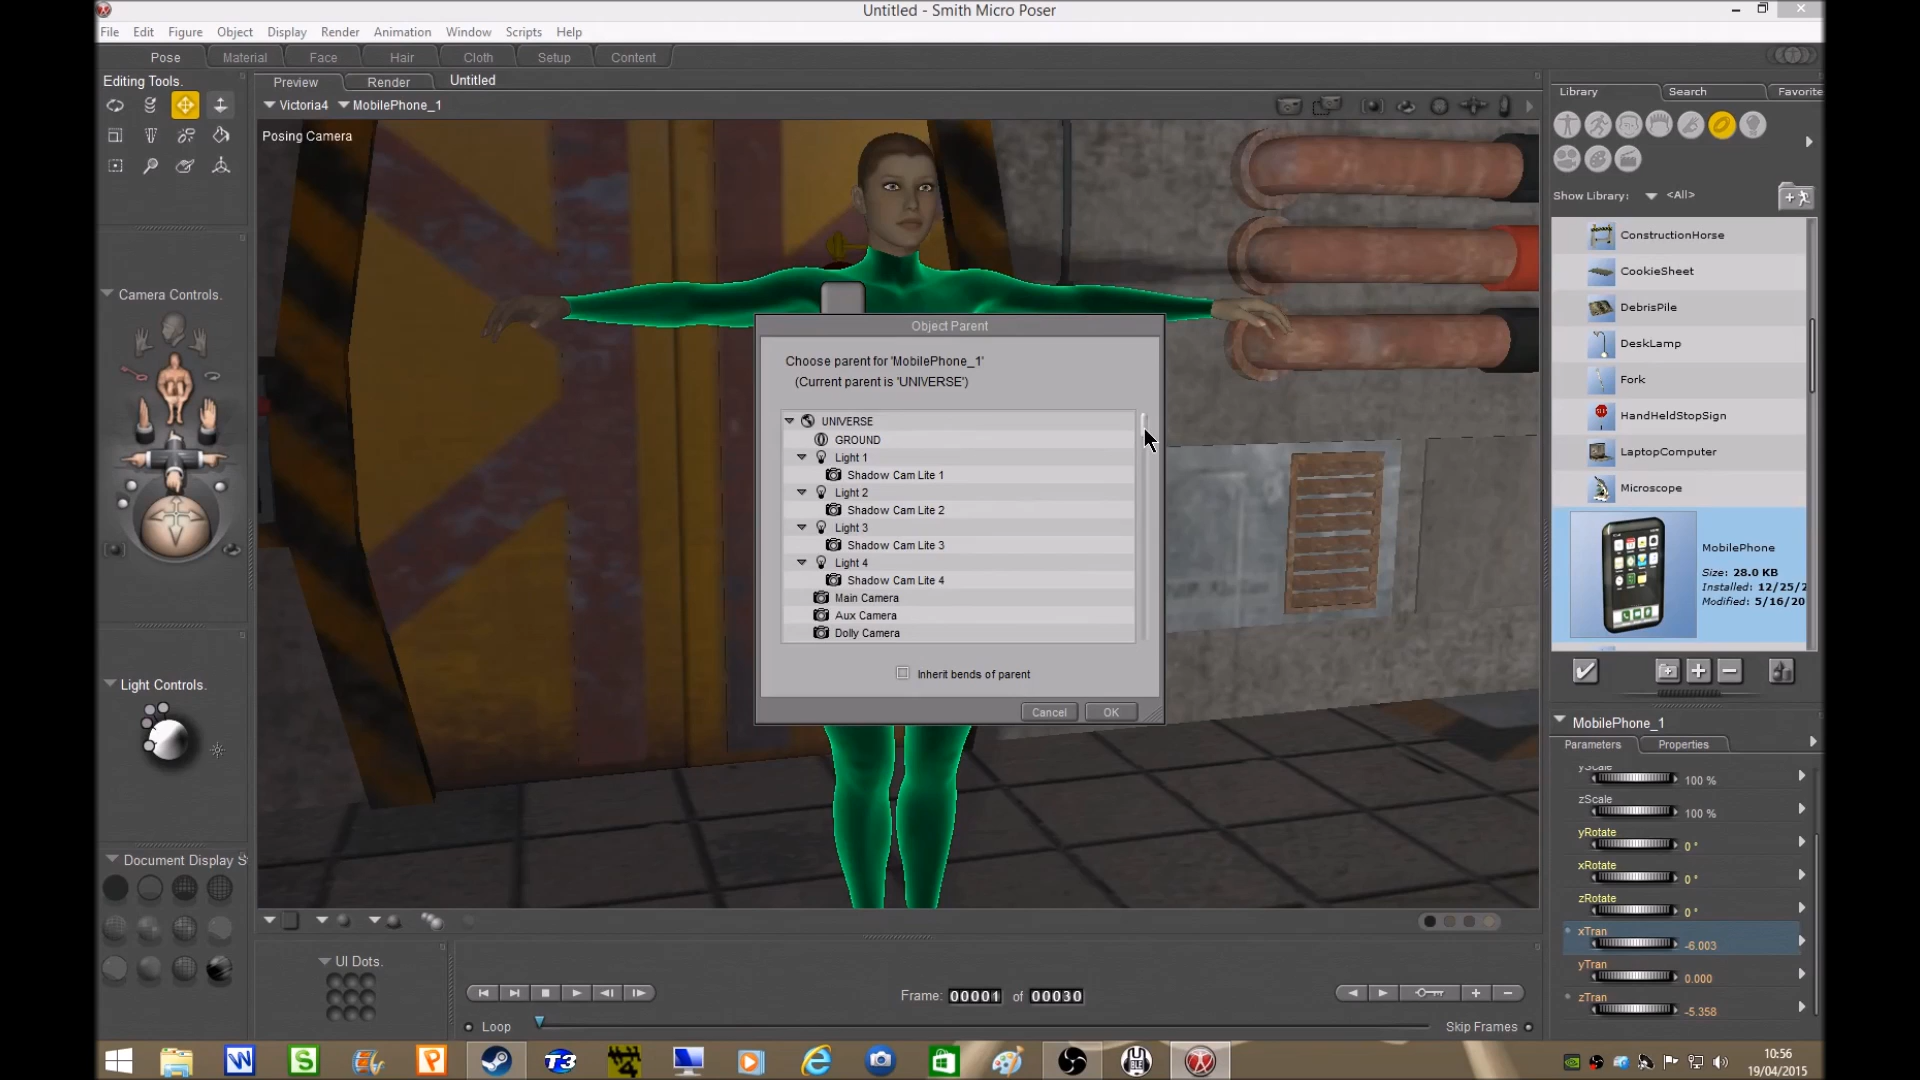 Untitled - Smith Micro Poser
File Edit Figure Object Display Render Animation Window Scripts Help
Pose Material Face Hair Cloth Setup Content
Editing Tools.
Preview Render Untitled
Victoria4 MobilePhone_1
Posing Camera
Camera Controls.
Light Controls.
Document Display S
Object Parent
Choose parent for 'MobilePhone_1'
(Current parent is 'UNIVERSE')
UNIVERSE
GROUND
Light 1
Shadow Cam Lite 1
Light 2
Shadow Cam Lite 2
Light 3
Shadow Cam Lite 3
Light 4
Shadow Cam Lite 4
Main Camera
Aux Camera
Dolly Camera
Inherit bends of parent
Cancel OK
Library Search Favorite
Show Library: <All>
ConstructionHorse
CookieSheet
DebrisPile
DeskLamp
Fork
HandHeldStopSign
LaptopComputer
Microscope
MobilePhone
Size: 28.0 KB
Installed: 12/25/2
Modified: 5/16/20
MobilePhone_1
Parameters Properties
yScale
100 %
zScale
100 %
yRotate
0 °
xRotate
0 °
zRotate
0 °
xTran
-6.003
yTran
0.000
zTran
-5.358
UI Dots.
Frame: 00001 of 00030
Loop
Skip Frames
T3
10:56
19/04/2015